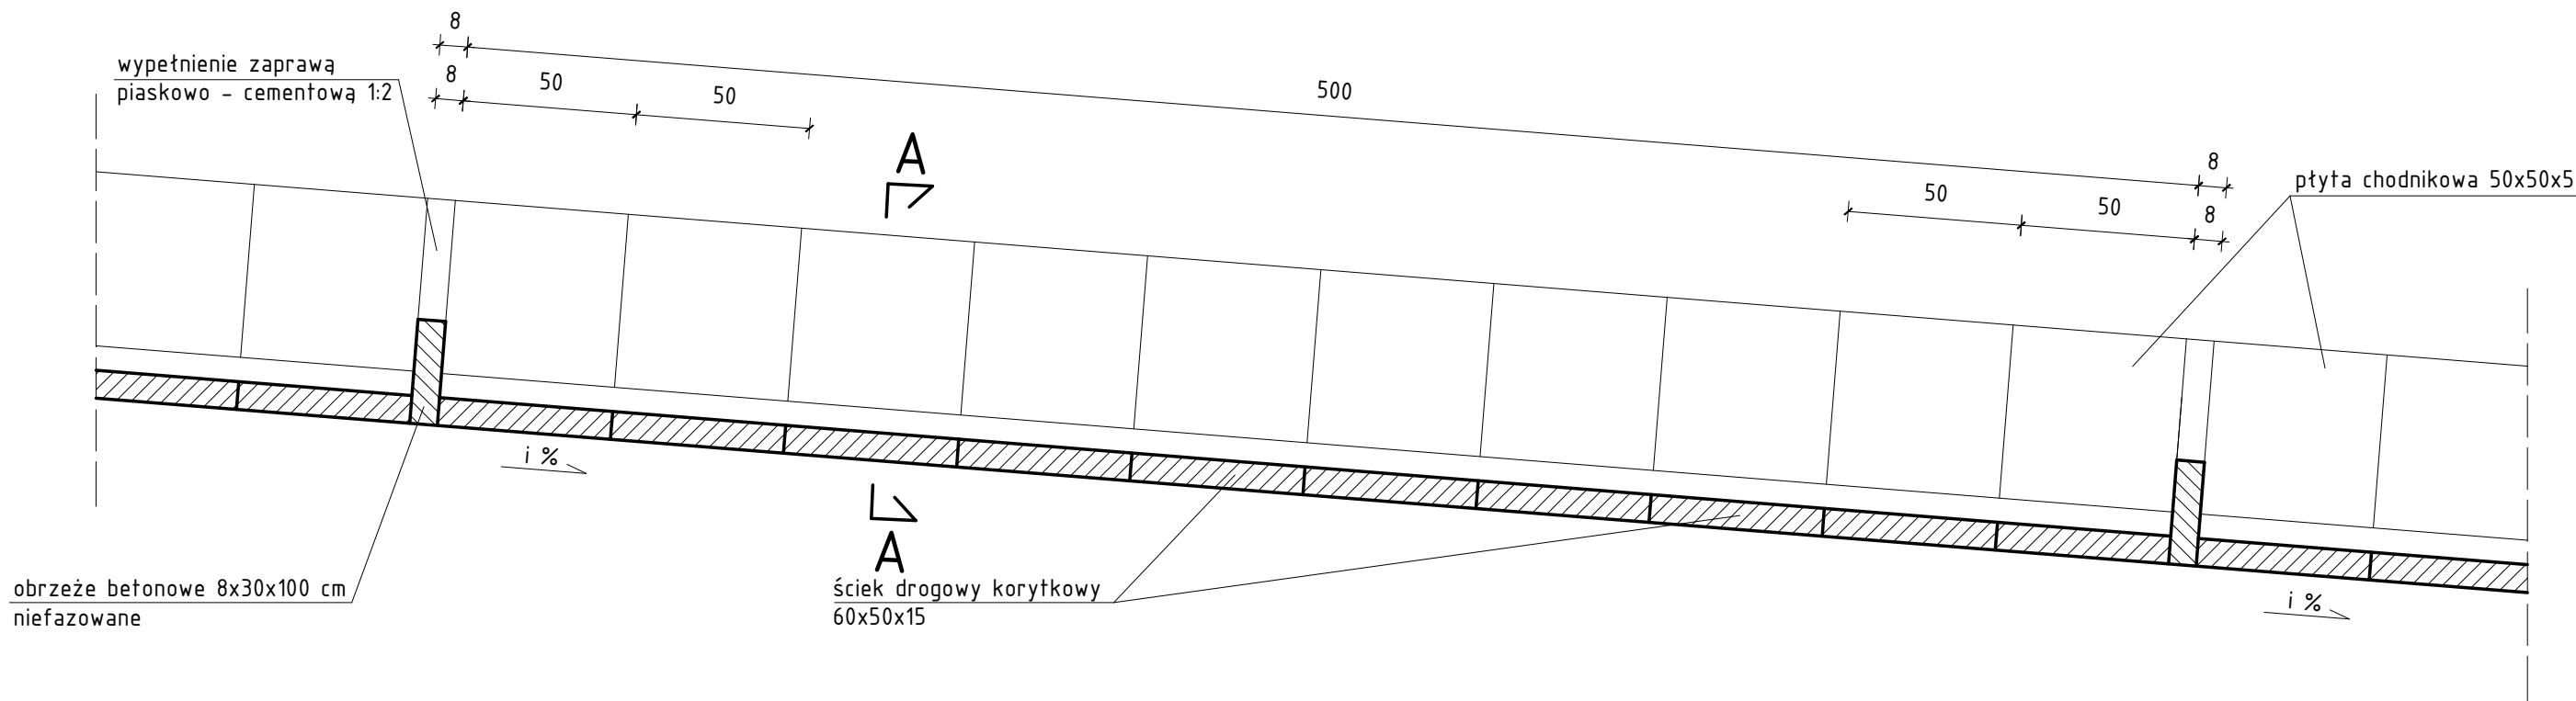 8
wypełnienie zaprawą
piaskowo - cementową 1:2
8
50
50
500
A
8
płyta chodnikowa 50x50x5
50
50
8
i %
A
obrzeże betonowe 8x30x100 cm
niefazowane
ściek drogowy korytkowy
60x50x15
i %